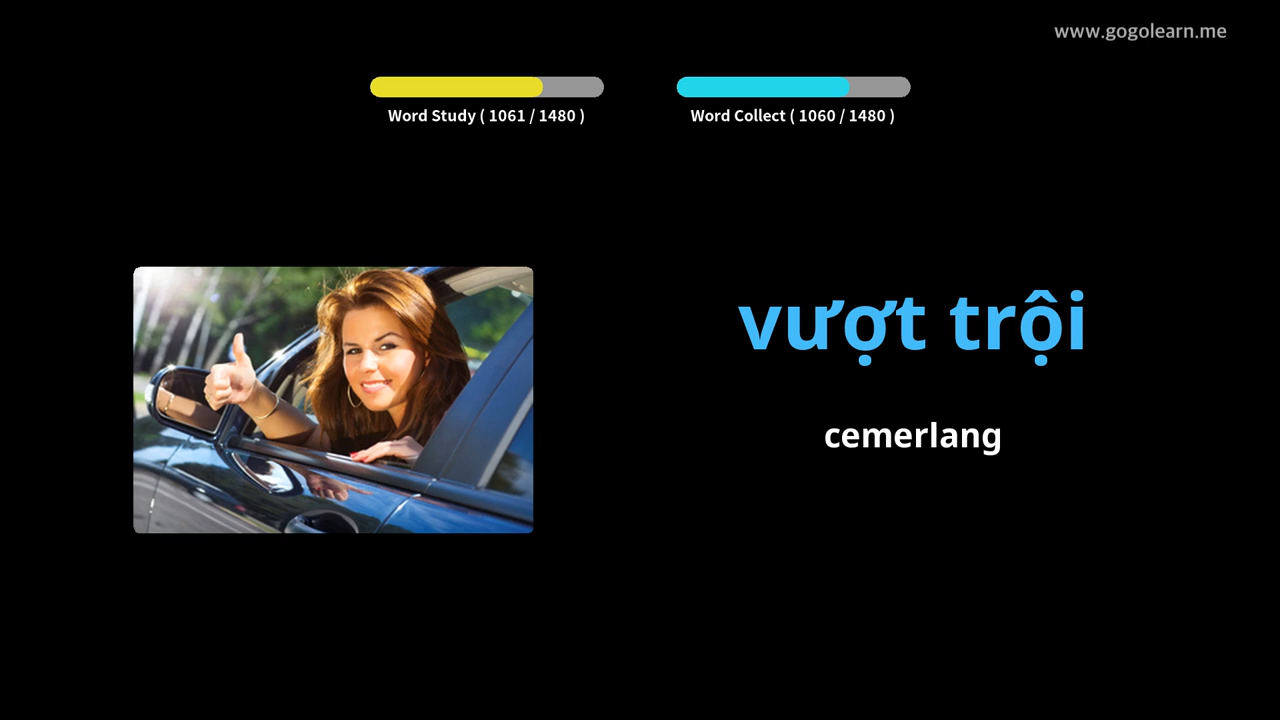 www.gogolearn.me
Word Study ( 1061 / 1480 )
Word Collect ( 1060 / 1480 )
vượt trội
cemerlang